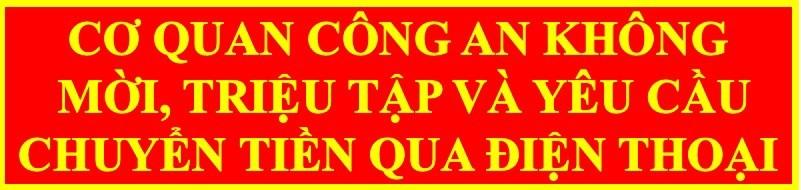 CƠ QUAN CÔNG AN KHÔNG
MỜI, TRIỆU TẬP VÀ YÊU CẦU
CHUYỂN TIỀN QUA ĐIỆN THOẠI